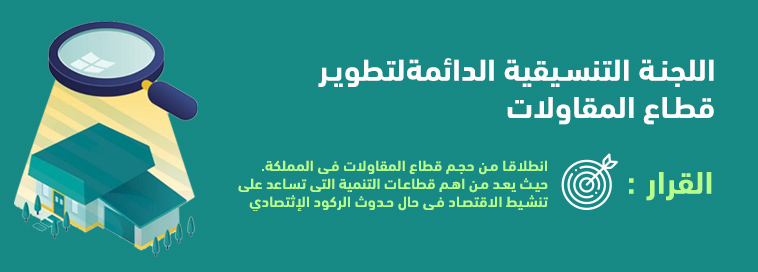 اللجنة التنسيقية الدائمةلتطوير
قطاع المقاولات
القرار :
انطلاقا من حجم قطاع المقاولات فى المملكة.
حيث يعد من اهم قطاعات التنمية التى تساعد على
تنشيط الاقتصاد فى حال حدوث الركود الإثتصادي